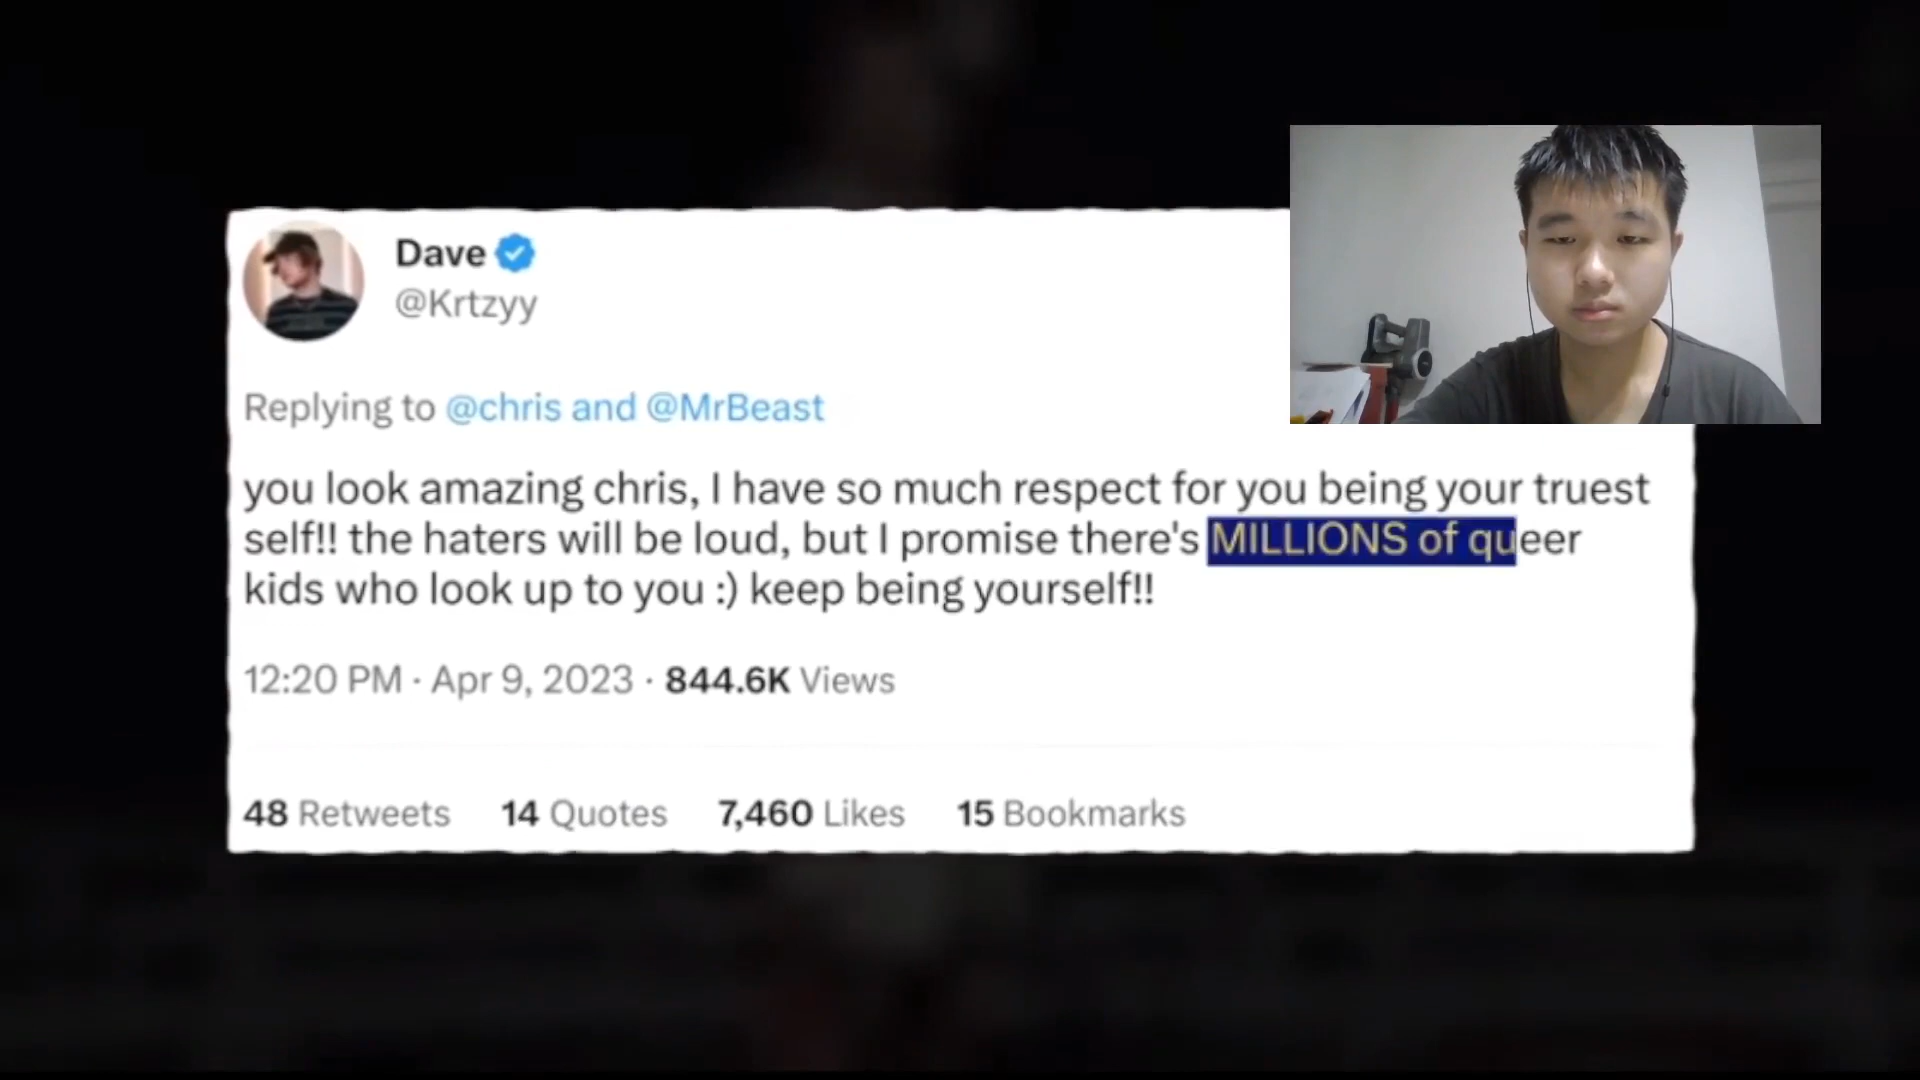 Dave
@Krtzyy
Replying to @chris and @MrBeast
you look amazing chris, I have so much respect for you being your truest
self!! the haters will be loud, but I promise there's MILLIONS of queer
kids who look up to you :) keep being yourself!!
12:20 PM · Apr 9, 2023 · 844.6K Views
48 Retweets 14 Quotes 7,460 Likes 15 Bookmarks